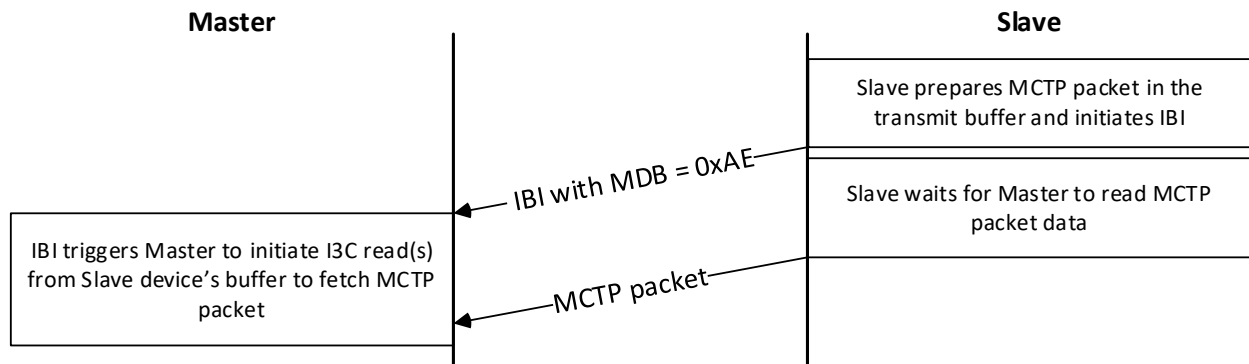 Master
Slave
Slave prepares MCTP packet in the
transmit buffer and initiates IBI
IBI with MDB = 0xAE
Slave waits for Master to read MCTP
packet data
IBI triggers Master to initiate I3C read(s)
from Slave device’s buffer to fetch MCTP
packet
MCTP packet